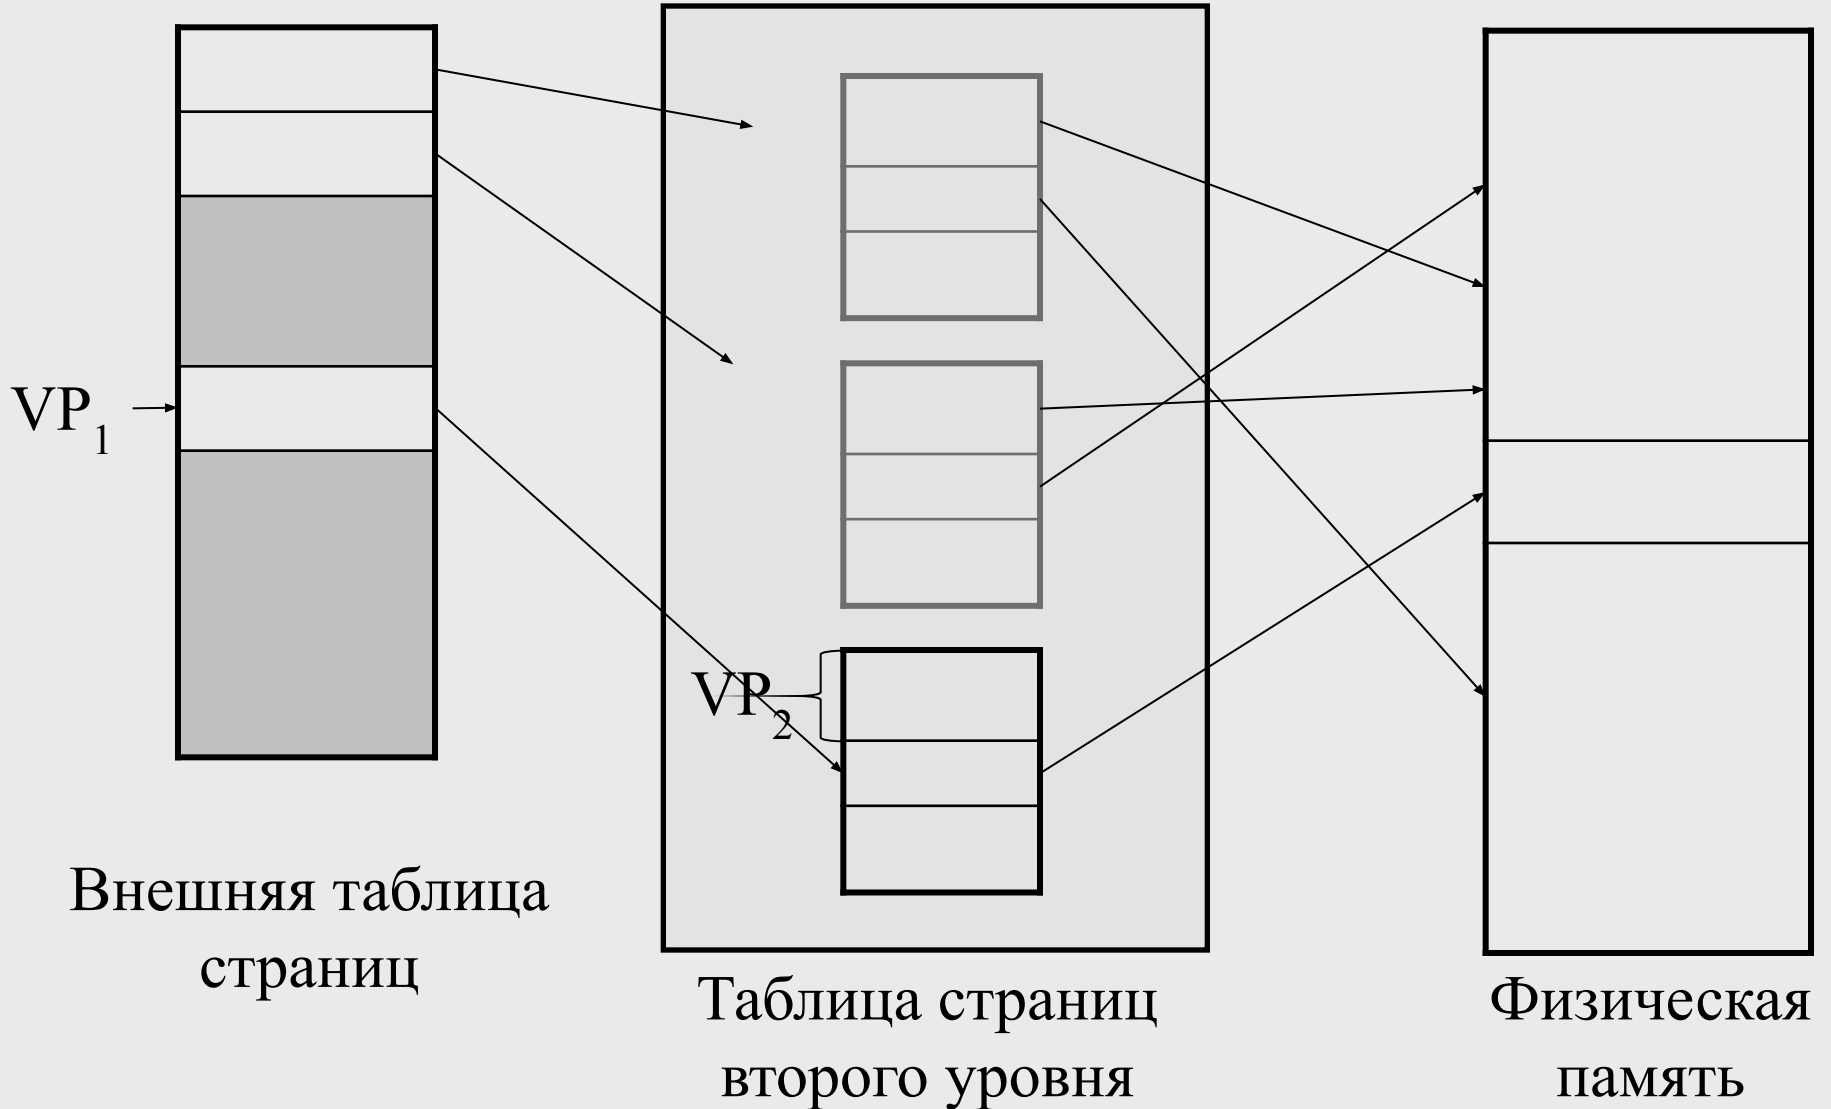 VP1
VP2
Внешняя таблица
страниц
Таблица страниц
второго уровня
Физическая
память